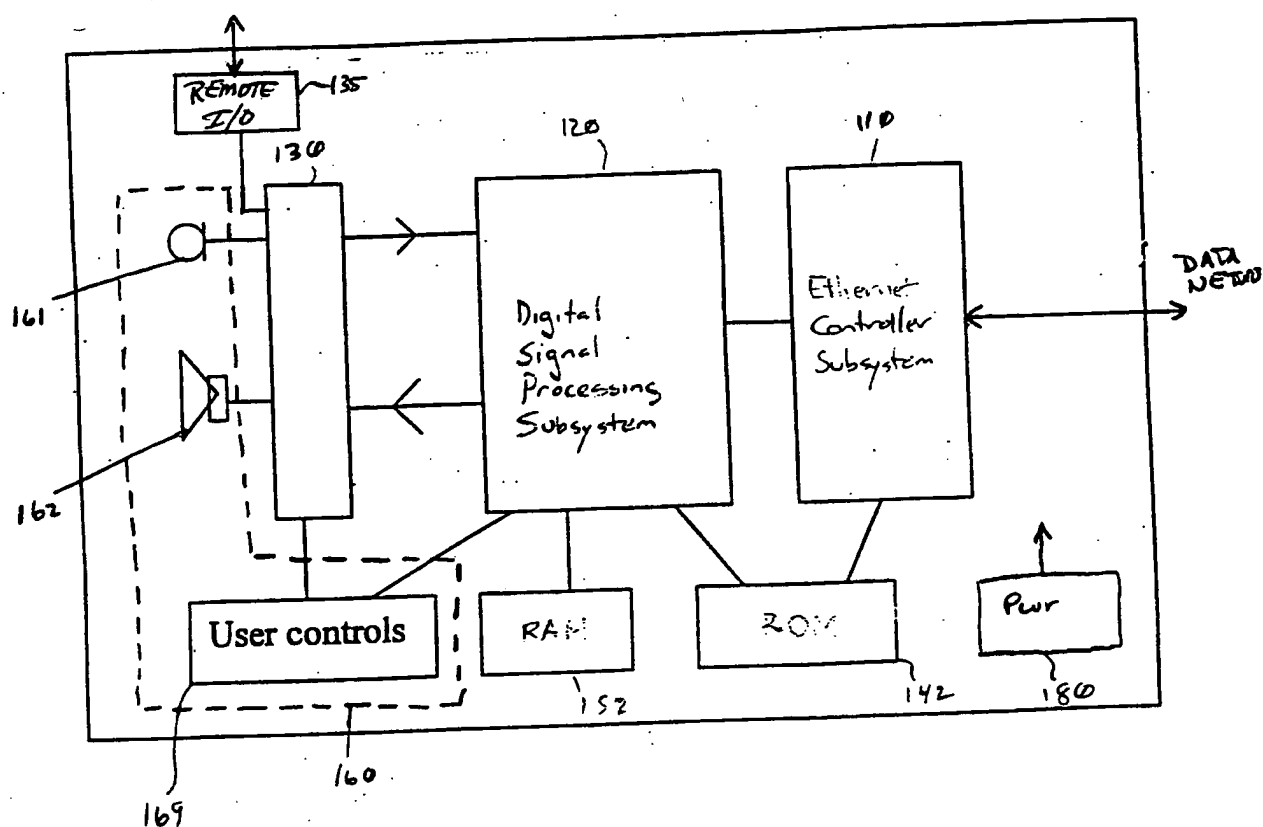 REMOTE
I/O
135
130
120
110
161
162
Digital
Signal
Processing
Subsystem
Ethernet
Controller
Subsystem
DATA
User controls
RAM
ROM
Pwr
152
142
180
160
169